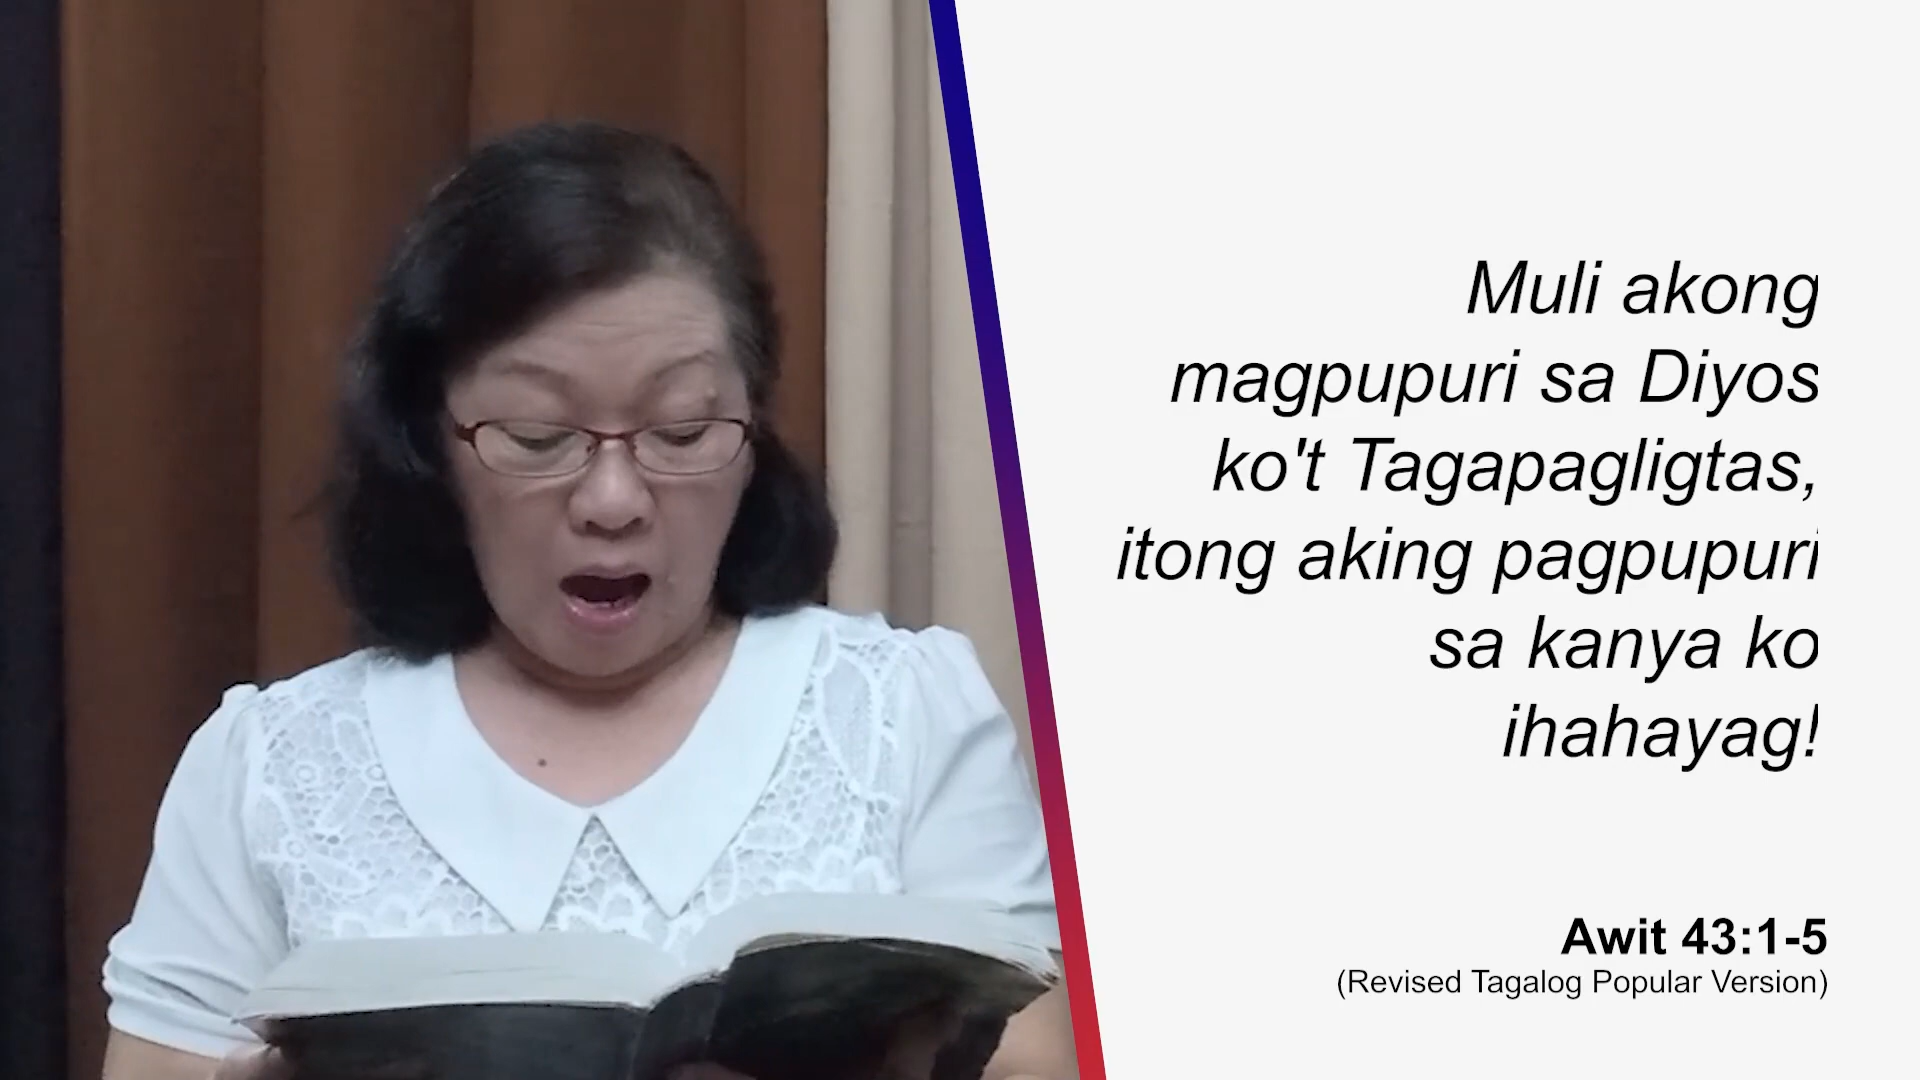 Muli akong
magpupuri sa Diyos
ko't Tagapagligtas,
itong aking pagpupuri
sa kanya ko
ihahayag!
Awit 43:1-5
(Revised Tagalog Popular Version)